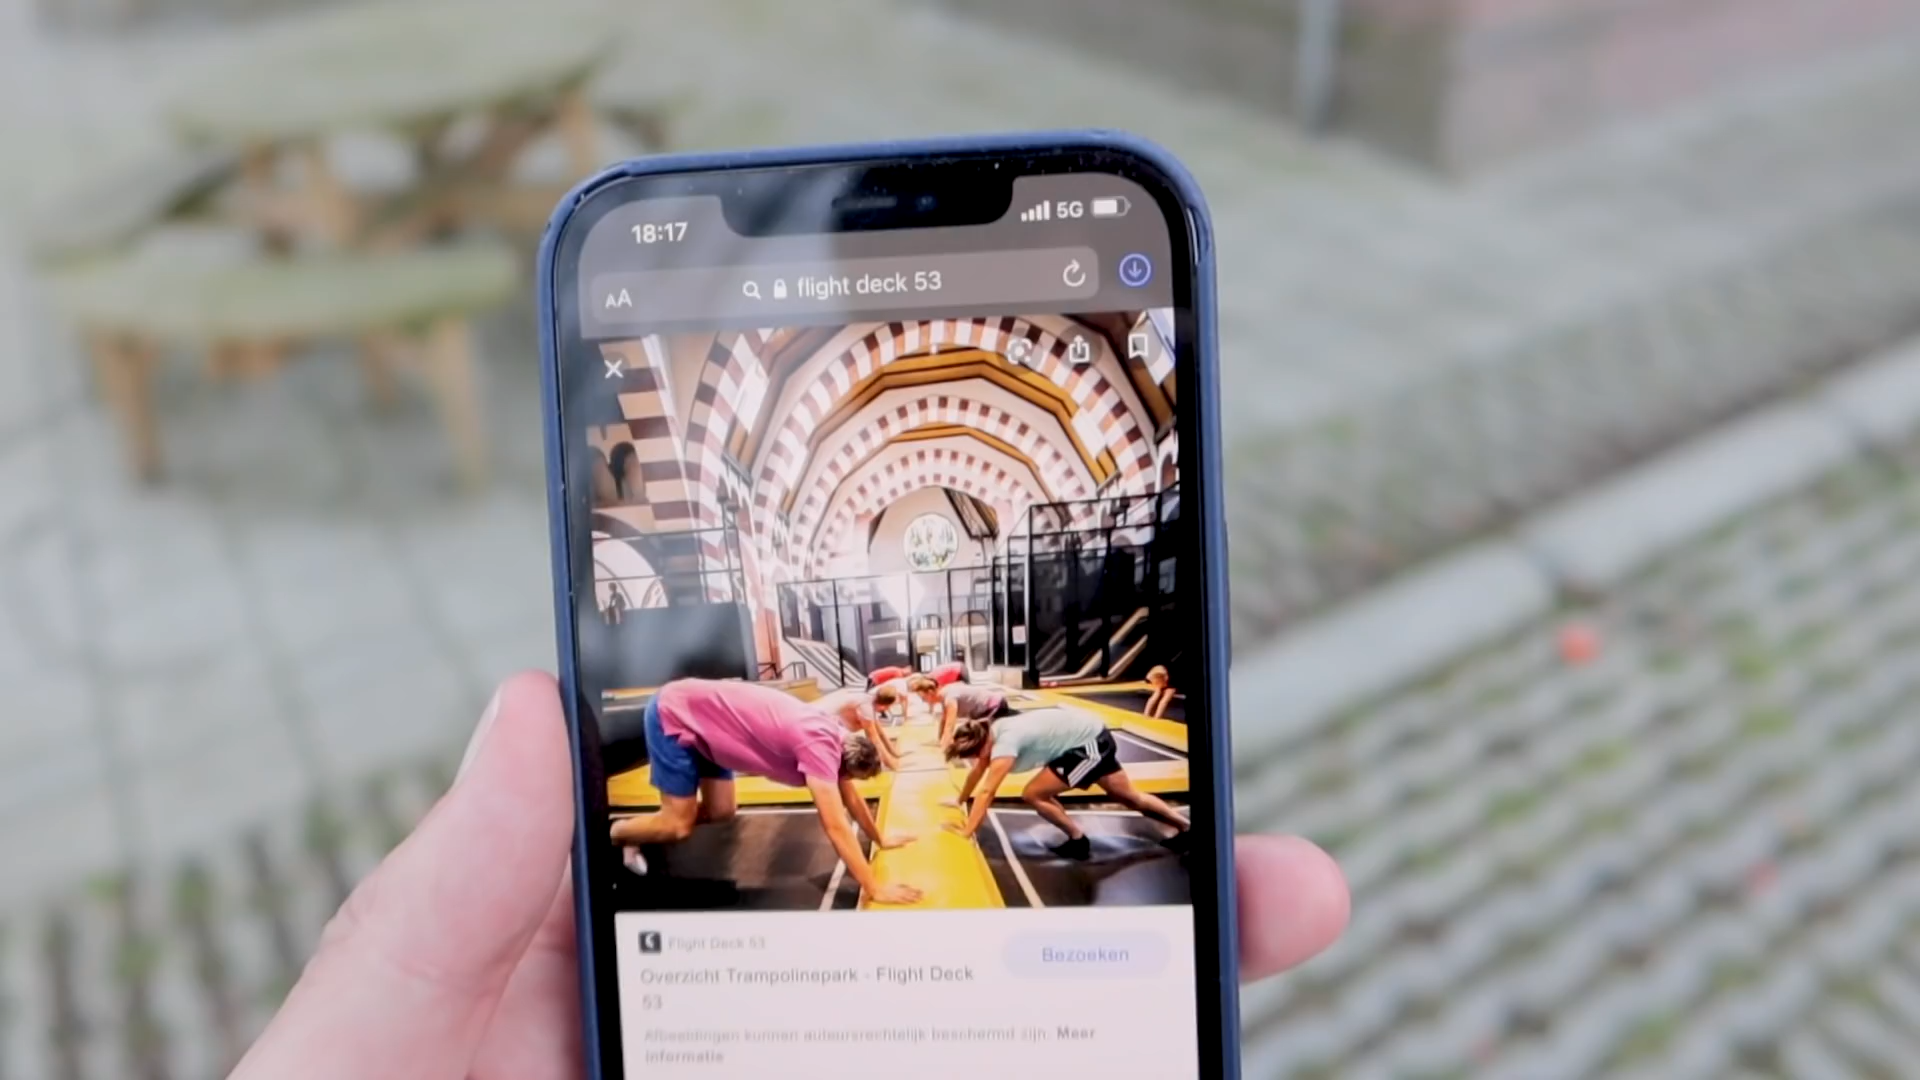 18:17
5G
AA
flight deck 53
Flight Deck 53
Overzicht Trampolinepark - Flight Deck
53
Bezoeken
Afbeeldingen kunnen auteursrechtelijk beschermd zijn. Meer
informatie